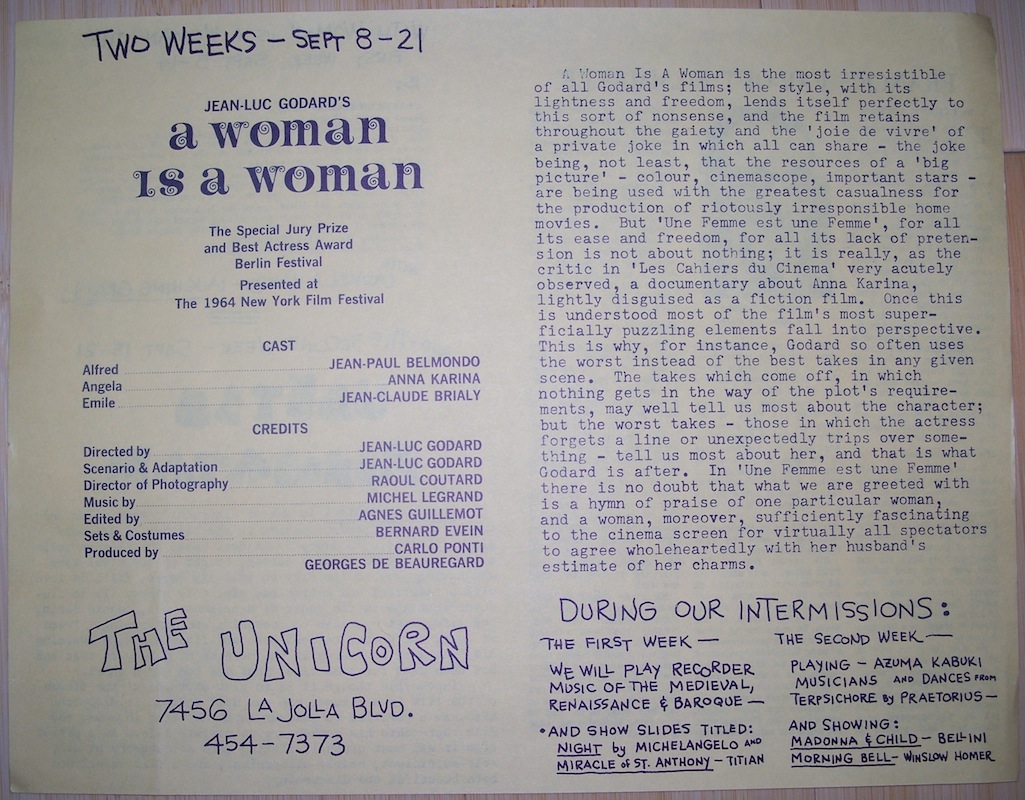 TWO WEEKS - SEPT 8-21
JEAN-LUC GODARD'S
a woman
is a woman
The Special Jury Prize
and Best Actress Award
Berlin Festival
Presented at
The 1964 New York Film Festival
CAST
Alfred JEAN-PAUL BELMONDO
Angela ANNA KARINA
Emile JEAN-CLAUDE BRIALY
CREDITS
Directed by JEAN-LUC GODARD
Scenario & Adaptation JEAN-LUC GODARD
Director of Photography RAOUL COUTARD
Music by MICHEL LEGRAND
Edited by AGNES GUILLEMOT
Sets & Costumes BERNARD EVEIN
Produced by CARLO PONTI
GEORGES DE BEAUREGARD
THE UNICORN
7456 LA JOLLA BLVD.
454-7373
A Woman Is A Woman is the most irresistible
of all Godard's films; the style, with its
lightness and freedom, lends itself perfectly to
this sort of nonsense, and the film retains
throughout the gaiety and the 'joie de vivre' of
a private joke in which all can share - the joke
being, not least, that the resources of a 'big
picture' - colour, cinemascope, important stars -
are being used with the greatest casualness for
the production of riotously irresponsible home
movies. But 'Une Femme est une Femme', for all
its ease and freedom, for all its lack of preten-
sion is not about nothing; it is really, as the
critic in 'Les Cahiers du Cinema' very acutely
observed, a documentary about Anna Karina,
lightly disguised as a fiction film. Once this
is understood most of the film's most super-
ficially puzzling elements fall into perspective.
This is why, for instance, Godard so often uses
the worst instead of the best takes in any given
scene. The takes which come off, in which
nothing gets in the way of the plot's require-
ments, may well tell us most about the character;
but the worst takes - those in which the actress
forgets a line or unexpectedly trips over some-
thing - tell us most about her, and that is what
Godard is after. In 'Une Femme est une Femme'
there is no doubt that what we are greeted with
is a hymn of praise of one particular woman,
and a woman, moreover, sufficiently fascinating
to the cinema screen for virtually all spectators
to agree wholeheartedly with her husband's
estimate of her charms.
DURING OUR INTERMISSIONS:
THE FIRST WEEK -
WE WILL PLAY RECORDER
MUSIC OF THE MEDIEVAL,
RENAISSANCE & BAROQUE -
• AND SHOW SLIDES TITLED:
NIGHT by MICHELANGELO AND
MIRACLE of ST. ANTHONY - TITIAN
THE SECOND WEEK -
PLAYING - AZUMA KABUKI
MUSICIANS AND DANCES FROM
TERPSICHORE by PRAETORIUS -
AND SHOWING:
MADONNA & CHILD - BELLINI
MORNING BELL - WINSLOW HOMER